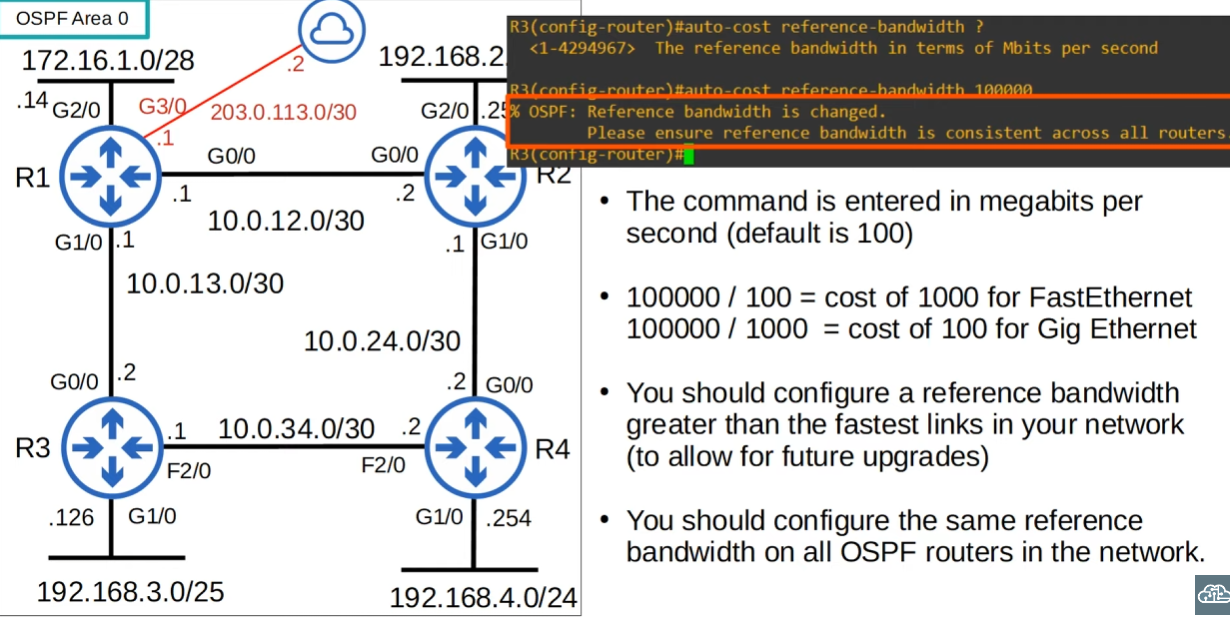 OSPF Area 0
172.16.1.0/28
.14
G2/0
G3/0
.1
.2
203.0.113.0/30
192.168.2.
G2/0
.25
R1
G0/0
.1
10.0.12.0/30
G0/0
.2
R2
G1/0
.1
10.0.13.0/30
.1
G1/0
10.0.24.0/30
G0/0
.2
.2
G0/0
R3
.1
10.0.34.0/30
.2
F2/0
F2/0
R4
.126
G1/0
G1/0
.254
192.168.3.0/25
192.168.4.0/24
R3(config-router)#auto-cost reference-bandwidth ?
<1-4294967> The reference bandwidth in terms of Mbits per second
R3(config-router)#auto-cost reference-bandwidth 100000
% OSPF: Reference bandwidth is changed.
Please ensure reference bandwidth is consistent across all routers
R3(config-router)#
• The command is entered in megabits per
second (default is 100)
• 100000 / 100 = cost of 1000 for FastEthernet
100000 / 1000 = cost of 100 for Gig Ethernet
• You should configure a reference bandwidth
greater than the fastest links in your network
(to allow for future upgrades)
• You should configure the same reference
bandwidth on all OSPF routers in the network.